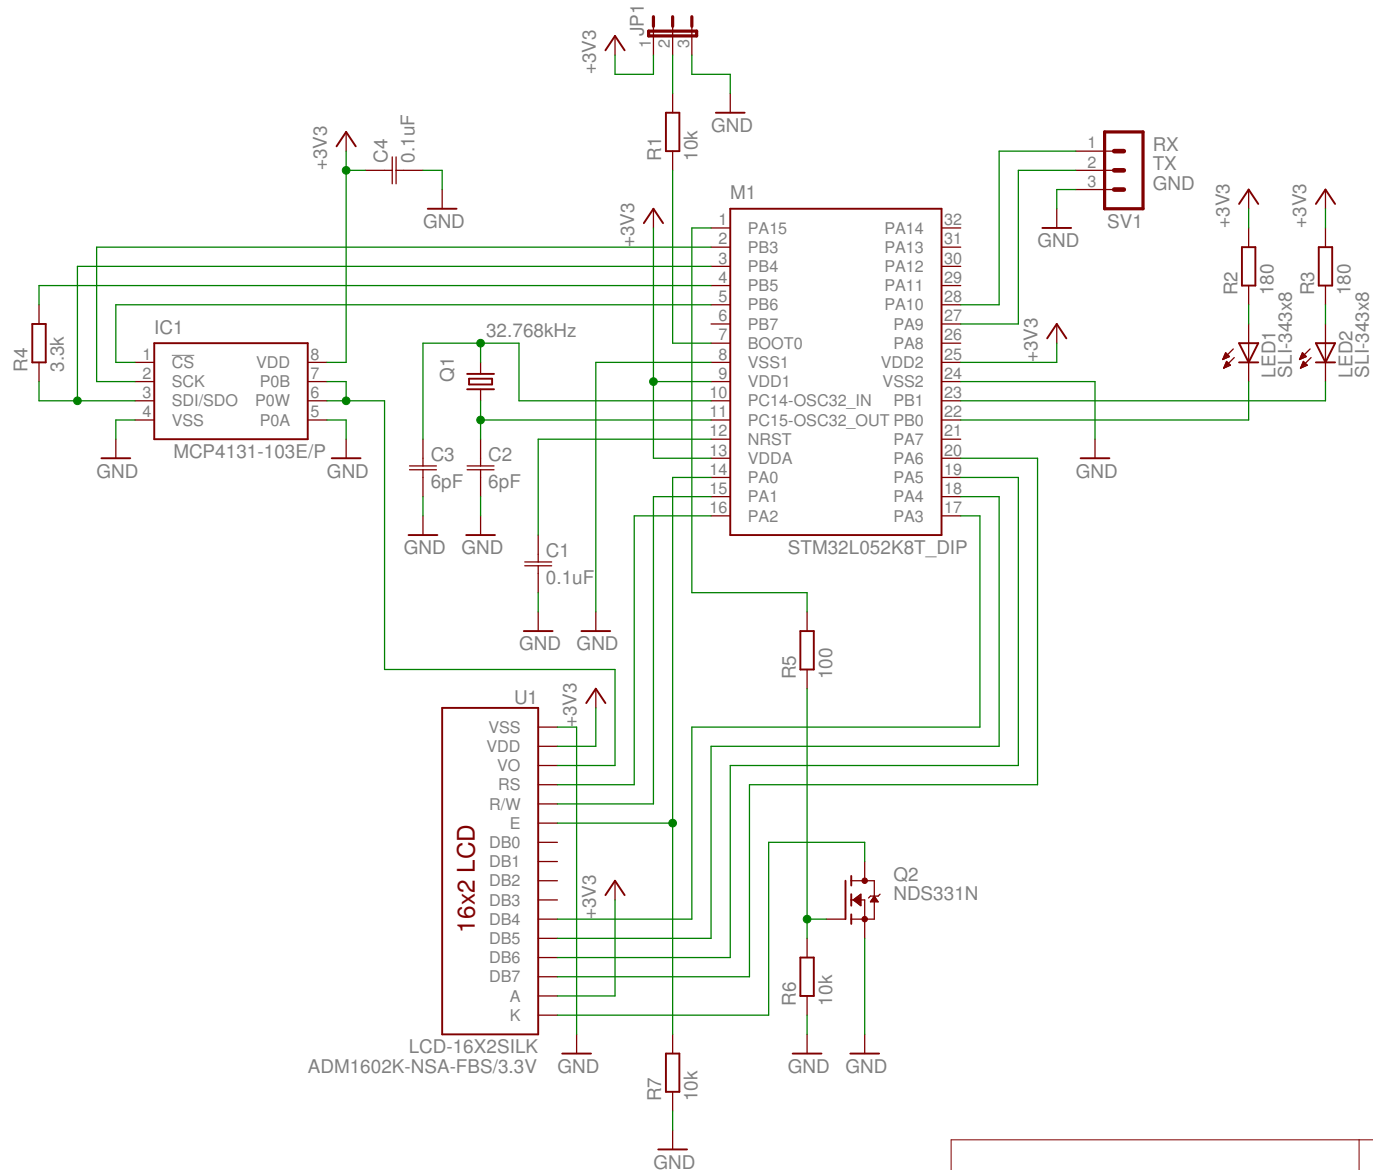 JP1
1
2
3
+3V3
GND
R1
10k
+3V3
C4
0.1uF
GND
M1
+3V3
1 PA15
2 PB3
3 PB4
4 PB5
5 PB6
6 PB7
7 BOOT0
8 VSS1
9 VDD1
10 PC14-OSC32_IN
11 PC15-OSC32_OUT
12 NRST
13 VDDA
14 PA0
15 PA1
16 PA2
PA14 32
PA13 31
PA12 30
PA11 29
PA10 28
PA9 27
PA8 26
VDD2 25
VSS2 24
PB1 23
PB0 22
PA7 21
PA6 20
PA5 19
PA4 18
PA3 17
STM32L052K8T_DIP
1 RX
2 TX
3 GND
SV1
GND
+3V3
GND
+3V3
+3V3
R2
180
R3
180
LED1
SLI-343x8
LED2
SLI-343x8
R4
3.3k
IC1
1 CS
2 SCK
3 SDI/SDO
4 VSS
VDD 8
P0B 7
P0W 6
P0A 5
MCP4131-103E/P
GND
GND
32.768kHz
Q1
C3
6pF
C2
6pF
GND
GND
C1
0.1uF
GND
GND
R5
100
U1
+3V3
16x2 LCD
VSS
VDD
VO
RS
R/W
E
DB0
DB1
DB2
DB3
DB4
DB5
DB6
DB7
A
K
+3V3
LCD-16X2SILK
ADM1602K-NSA-FBS/3.3V
GND
Q2
NDS331N
R6
10k
GND
GND
R7
10k
GND